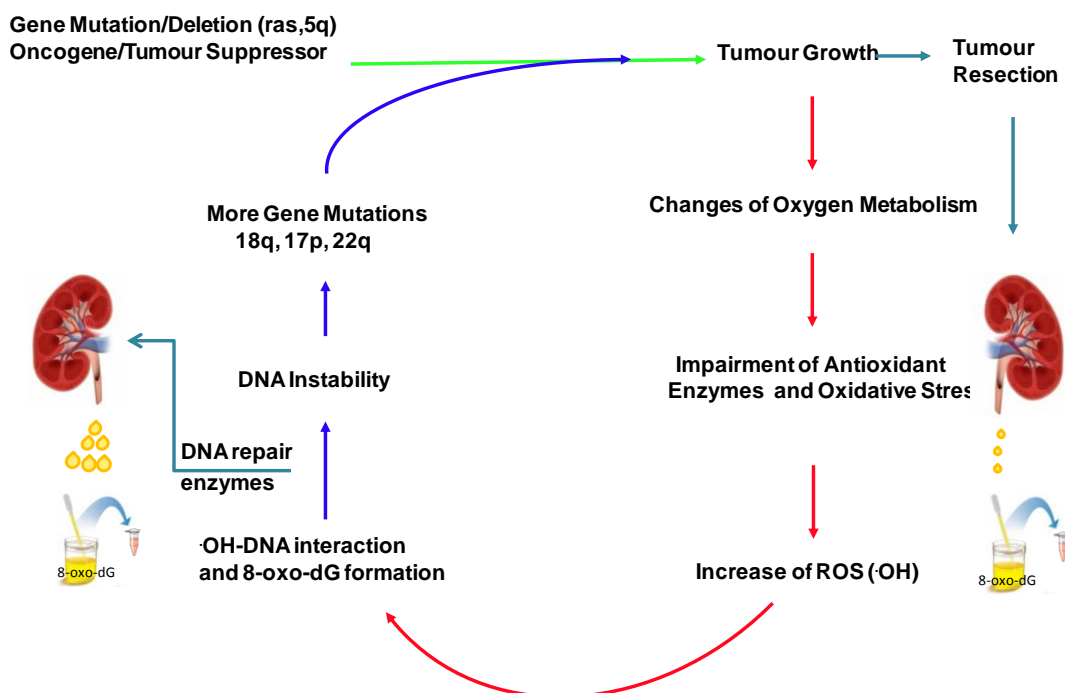 Gene Mutation/Deletion (ras,5q)
Oncogene/Tumour Suppressor
Tumour Growth
Tumour
Resection
More Gene Mutations
18q, 17p, 22q
Changes of Oxygen Metabolism
DNA Instability
Impairment of Antioxidant
Enzymes and Oxidative Stres
DNA repair
enzymes
·OH-DNA interaction
and 8-oxo-dG formation
Increase of ROS (·OH)
8-oxo-dG
8-oxo-dG